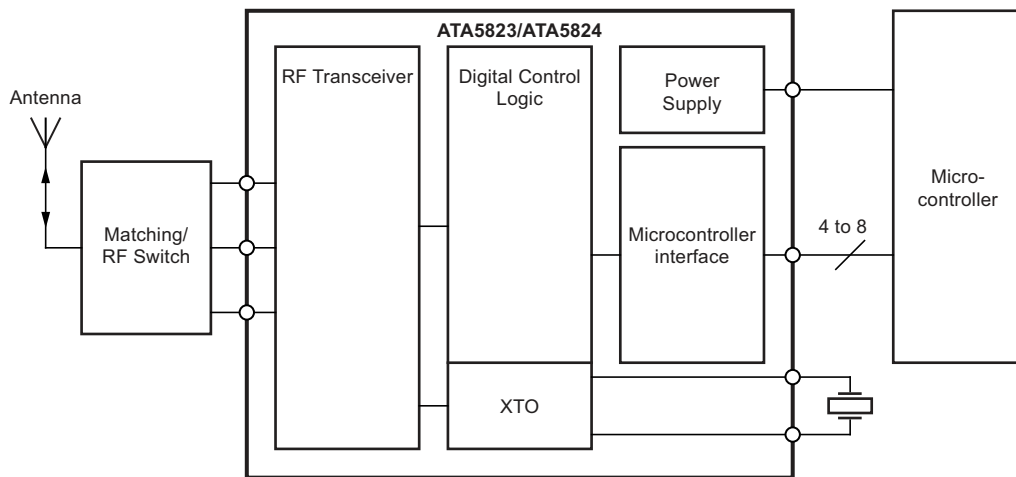 ATA5823/ATA5824
Antenna
Matching/
RF Switch
RF Transceiver
Digital Control
Logic
XTO
Power
Supply
Microcontroller
interface
4 to 8
Micro-
controller